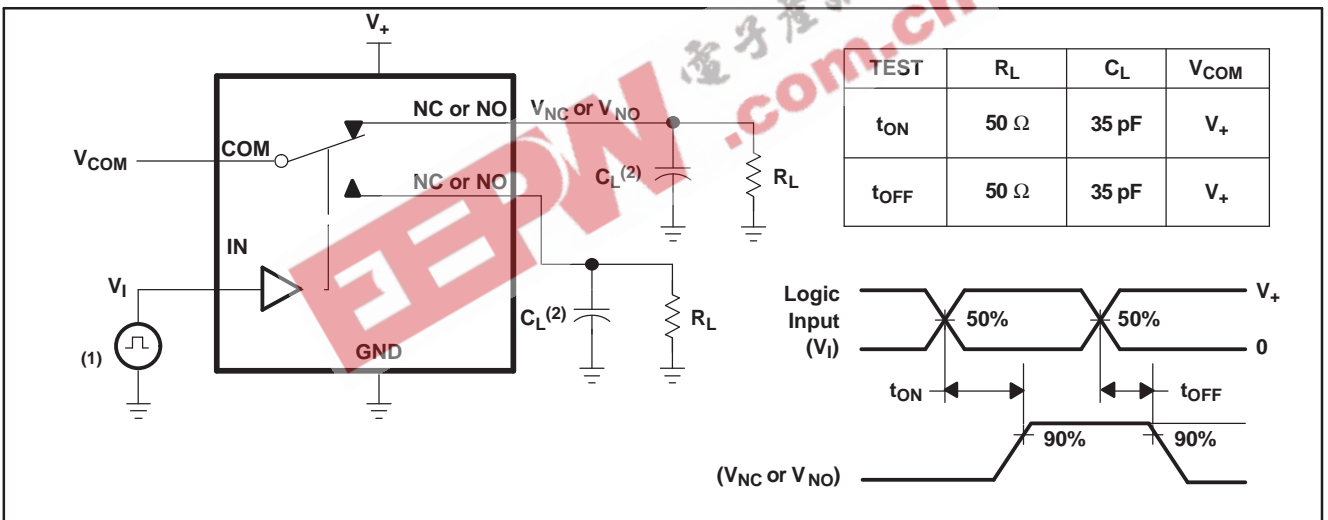 V+
NC or NO
VNC or VNO
VCOM
COM
CL(2)
RL
NC or NO
IN
VI
CL(2)
RL
(1)
GND
TEST RL CL VCOM
tON 50 Ω 35 pF V+
tOFF 50 Ω 35 pF V+
Logic
Input
(VI)
50%
50%
V+
0
tON
tOFF
90%
90%
(VNC or VNO)
EEPW
.com.cn